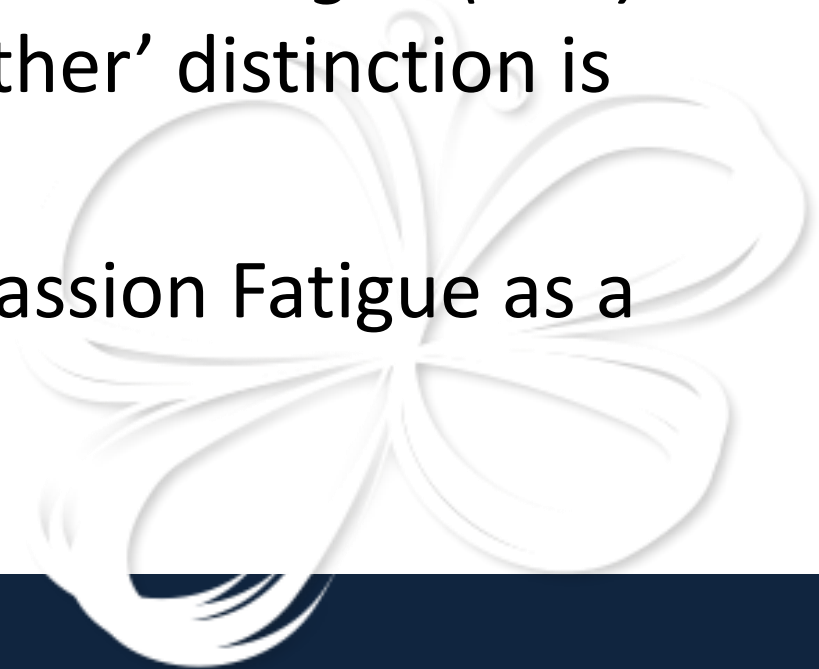 ther’ distinction is
assion Fatigue as a